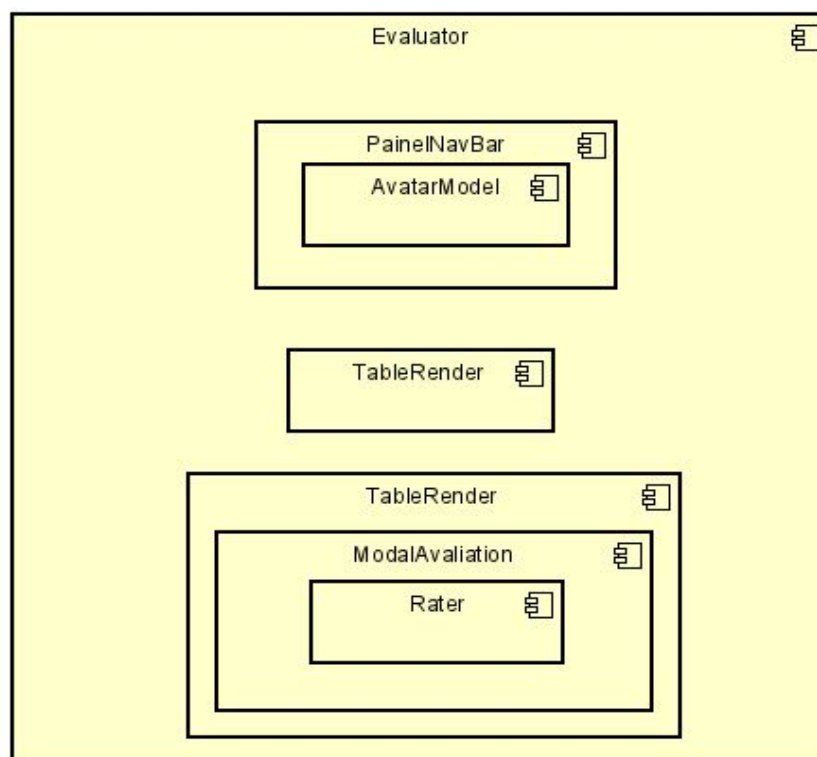 Evaluator
PainelNavBar
AvatarModel
TableRender
TableRender
ModalAvaliation
Rater